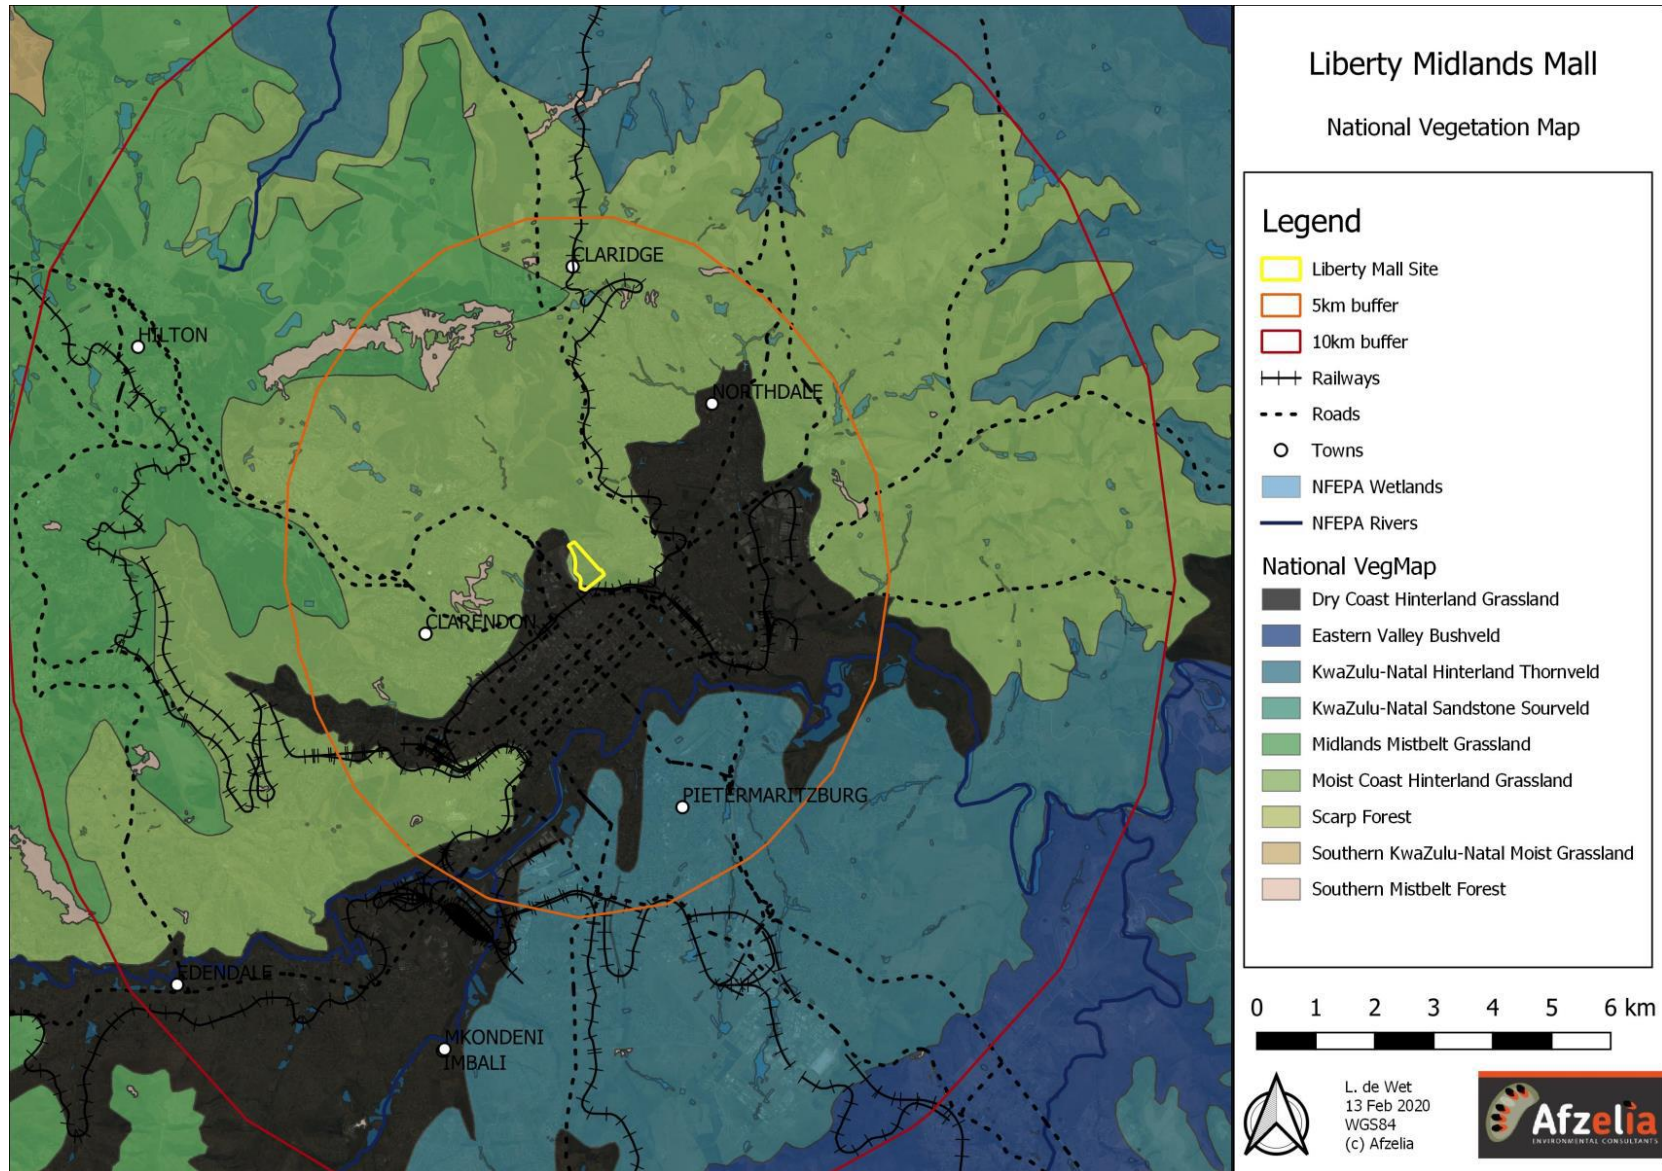 Liberty Midlands Mall
National Vegetation Map
Legend
Liberty Mall Site
5km buffer
10km buffer
Railways
Roads
Towns
NFEPA Wetlands
NFEPA Rivers
National VegMap
Dry Coast Hinterland Grassland
Eastern Valley Bushveld
KwaZulu-Natal Hinterland Thornveld
KwaZulu-Natal Sandstone Sourveld
Midlands Mistbelt Grassland
Moist Coast Hinterland Grassland
Scarp Forest
Southern KwaZulu-Natal Moist Grassland
Southern Mistbelt Forest
0 1 2 3 4 5 6 km
L. de Wet
13 Feb 2020
WGS84
(c) Afzelia
Afzelia
ENVIRONMENTAL CONSULTANTS
CLARIDGE
HILTON
NORTHDALE
CLARENDON
PIETERMARITZBURG
EDENDALE
MKONDENI
IMBALI